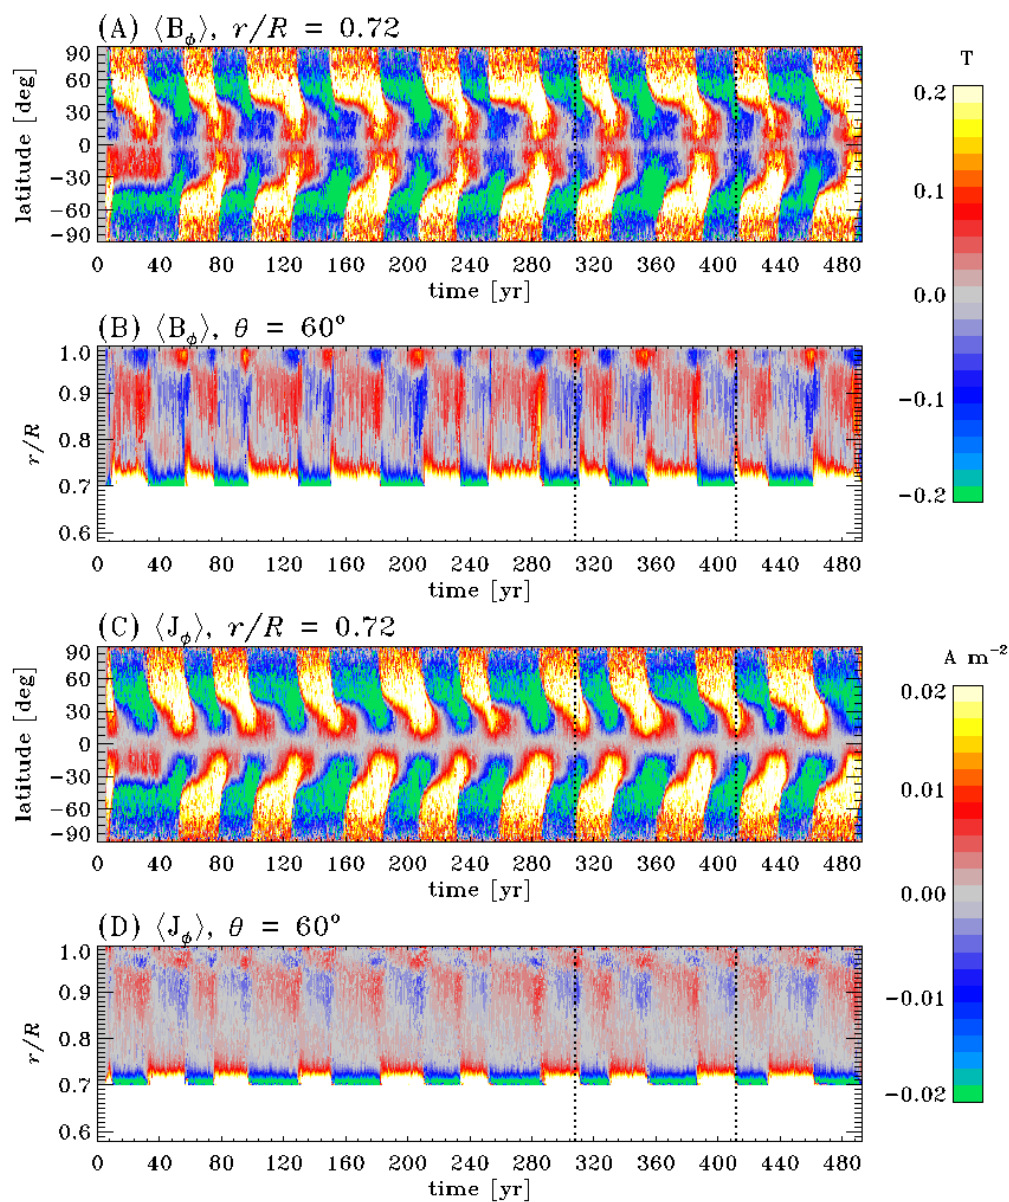 (A) ⟨B_ϕ⟩, r/R = 0.72
T
latitude [deg]
90
60
30
0
−30
−60
−90
0 40 80 120 160 200 240 280 320 360 400 440 480
time [yr]
(B) ⟨B_ϕ⟩, θ = 60°
r/R
1.0
0.9
0.8
0.7
0.6
0 40 80 120 160 200 240 280 320 360 400 440 480
time [yr]
0.2
0.1
0.0
−0.1
−0.2
(C) ⟨J_ϕ⟩, r/R = 0.72
A m⁻²
latitude [deg]
90
60
30
0
−30
−60
−90
0 40 80 120 160 200 240 280 320 360 400 440 480
time [yr]
(D) ⟨J_ϕ⟩, θ = 60°
r/R
1.0
0.9
0.8
0.7
0.6
0 40 80 120 160 200 240 280 320 360 400 440 480
time [yr]
0.02
0.01
0.00
−0.01
−0.02